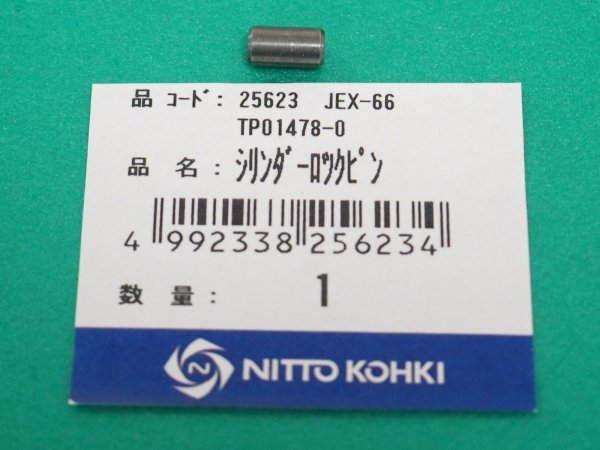 品 ｺｰﾄﾞ: 25623 JEX-66
TP01478-0
品 名: ｼﾘﾝﾀﾞｰﾛｯｸﾋﾟﾝ
4 992338 256234
数 量: 1
NITTO KOHKI